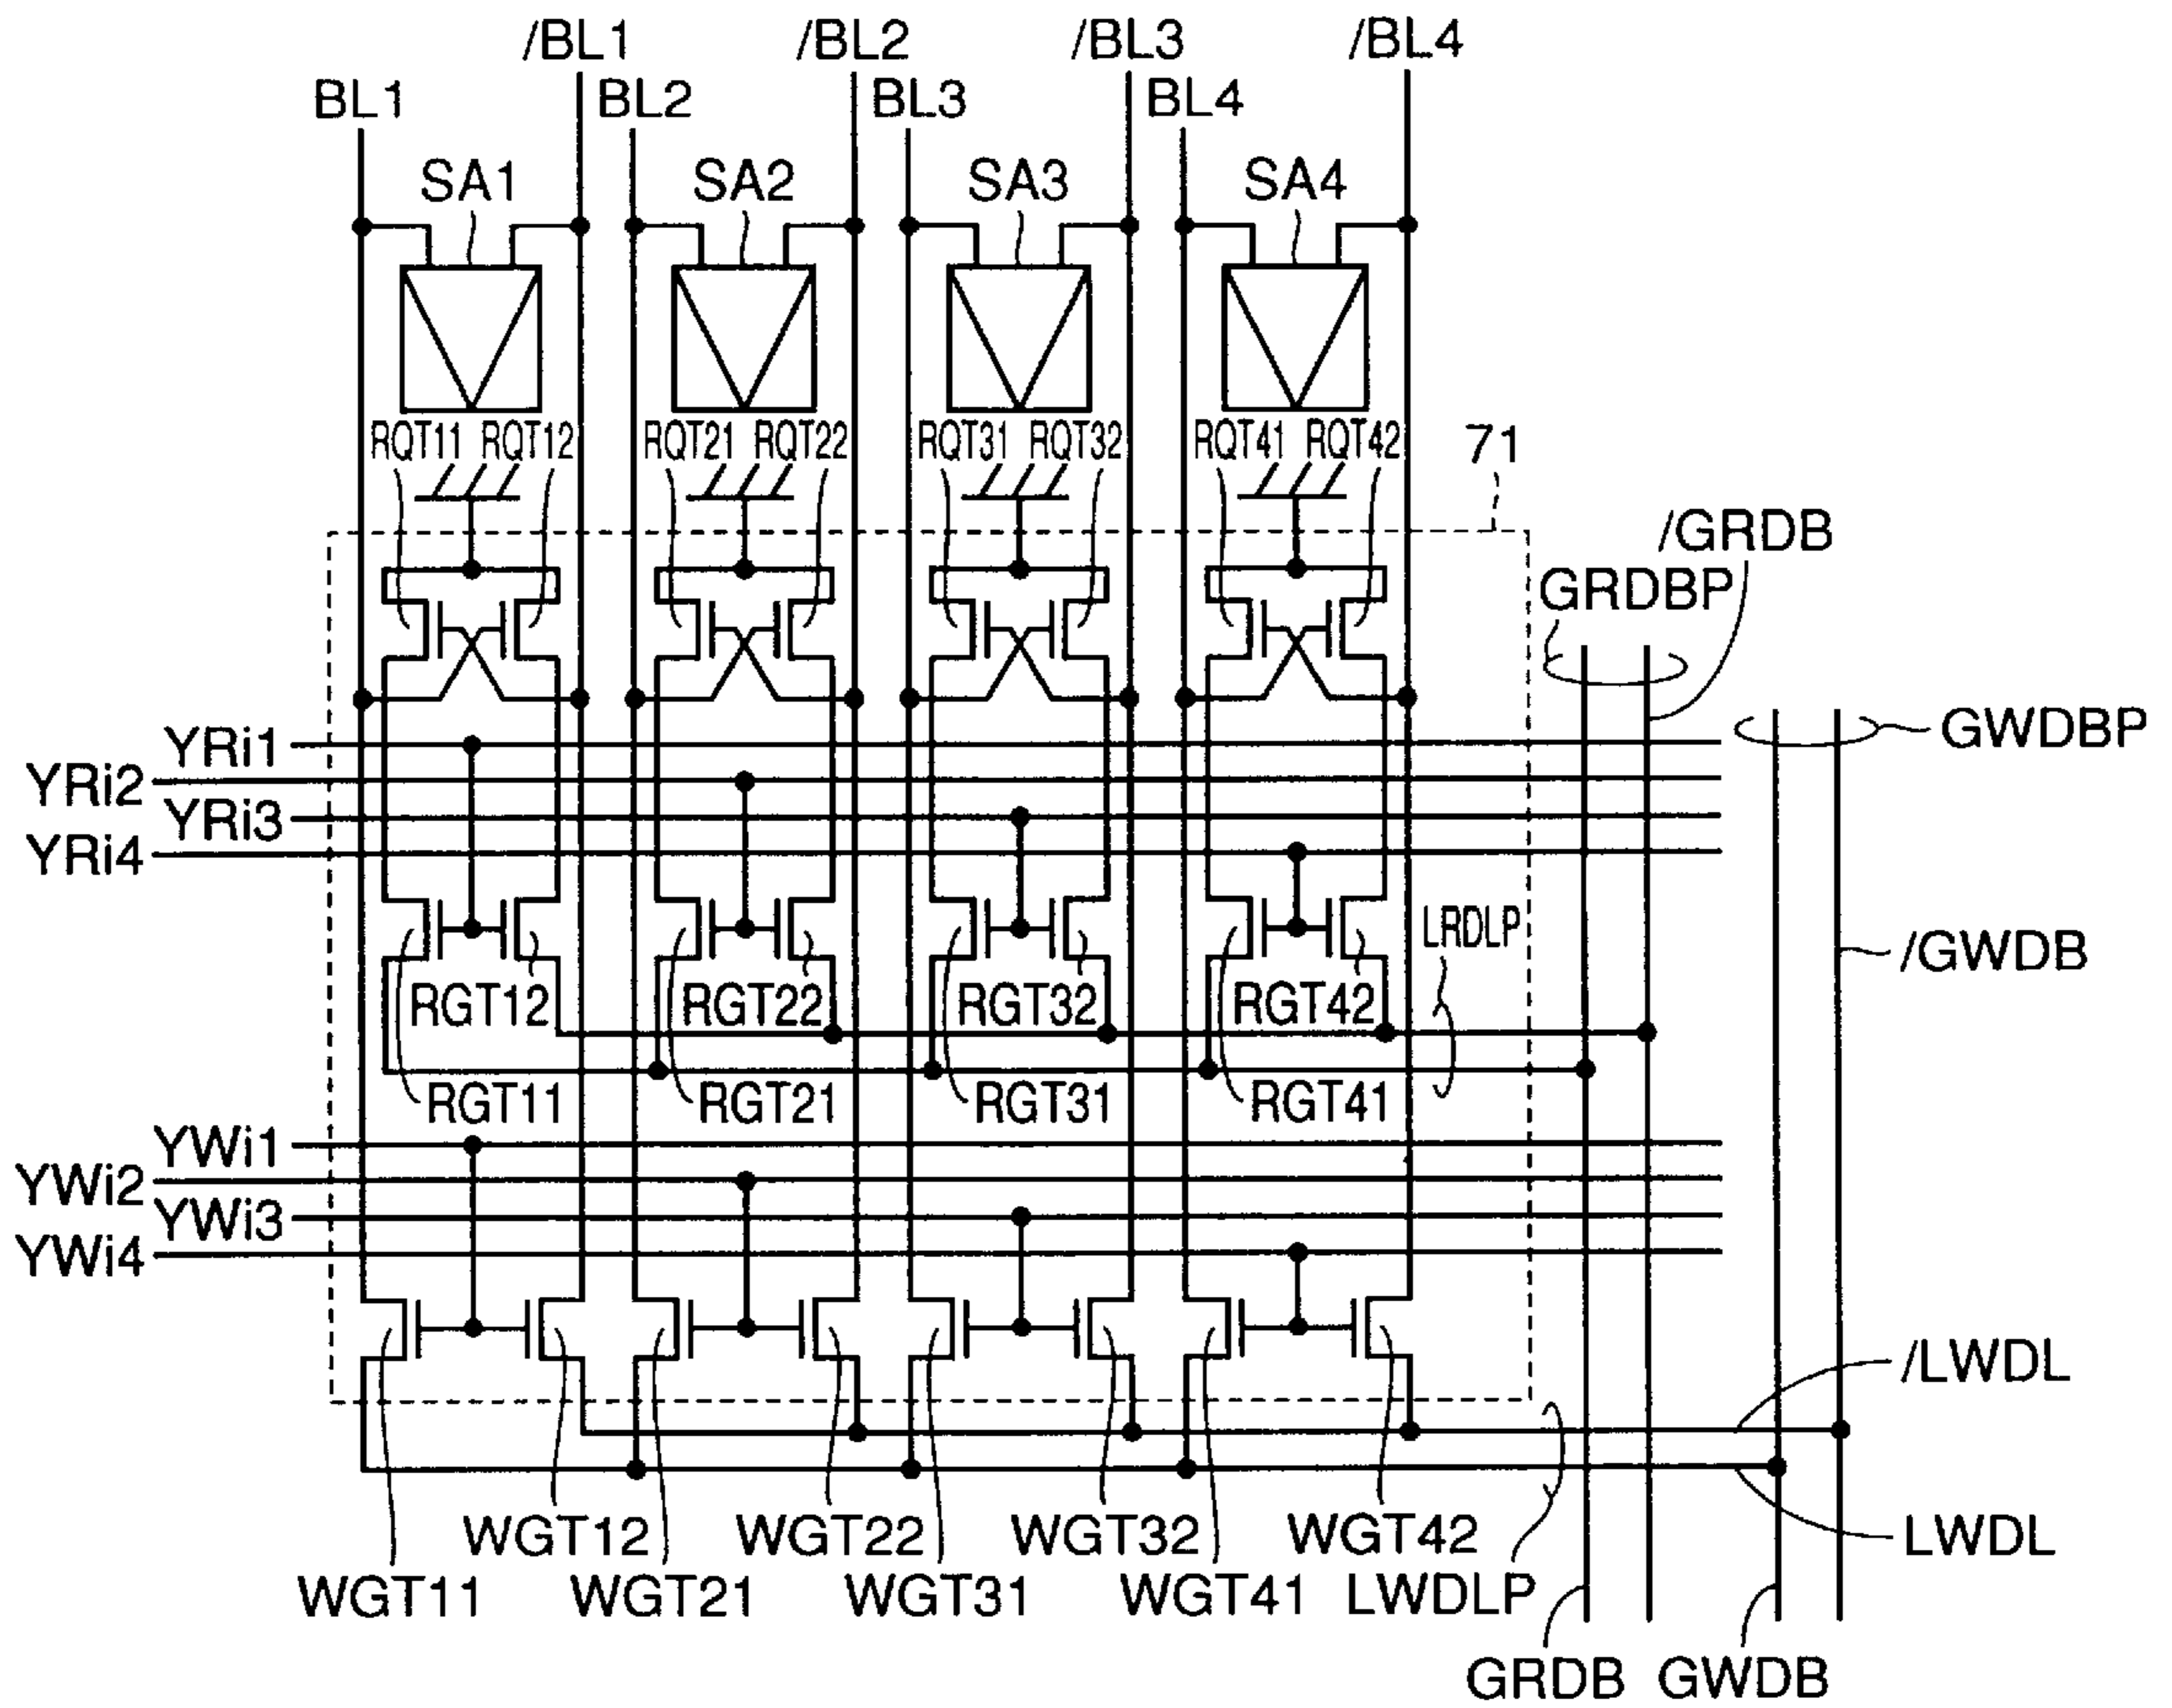 /BL1 /BL2 /BL3 /BL4
BL1 BL2 BL3 BL4
SA1 SA2 SA3 SA4
RQT11 RQT12 RQT21 RQT22 RQT31 RQT32 RQT41 RQT42 71
/GRDB
GRDBP
YRi1 GWDBP
YRi2
YRi3
YRi4
LRDLP
/GWDB
RGT12 RGT22 RGT32 RGT42
RGT11 RGT21 RGT31 RGT41
YWi1
YWi2
YWi3
YWi4
/LWDL
WGT12 WGT22 WGT32 WGT42 LWDL
WGT11 WGT21 WGT31 WGT41 LWDLP
GRDB GWDB